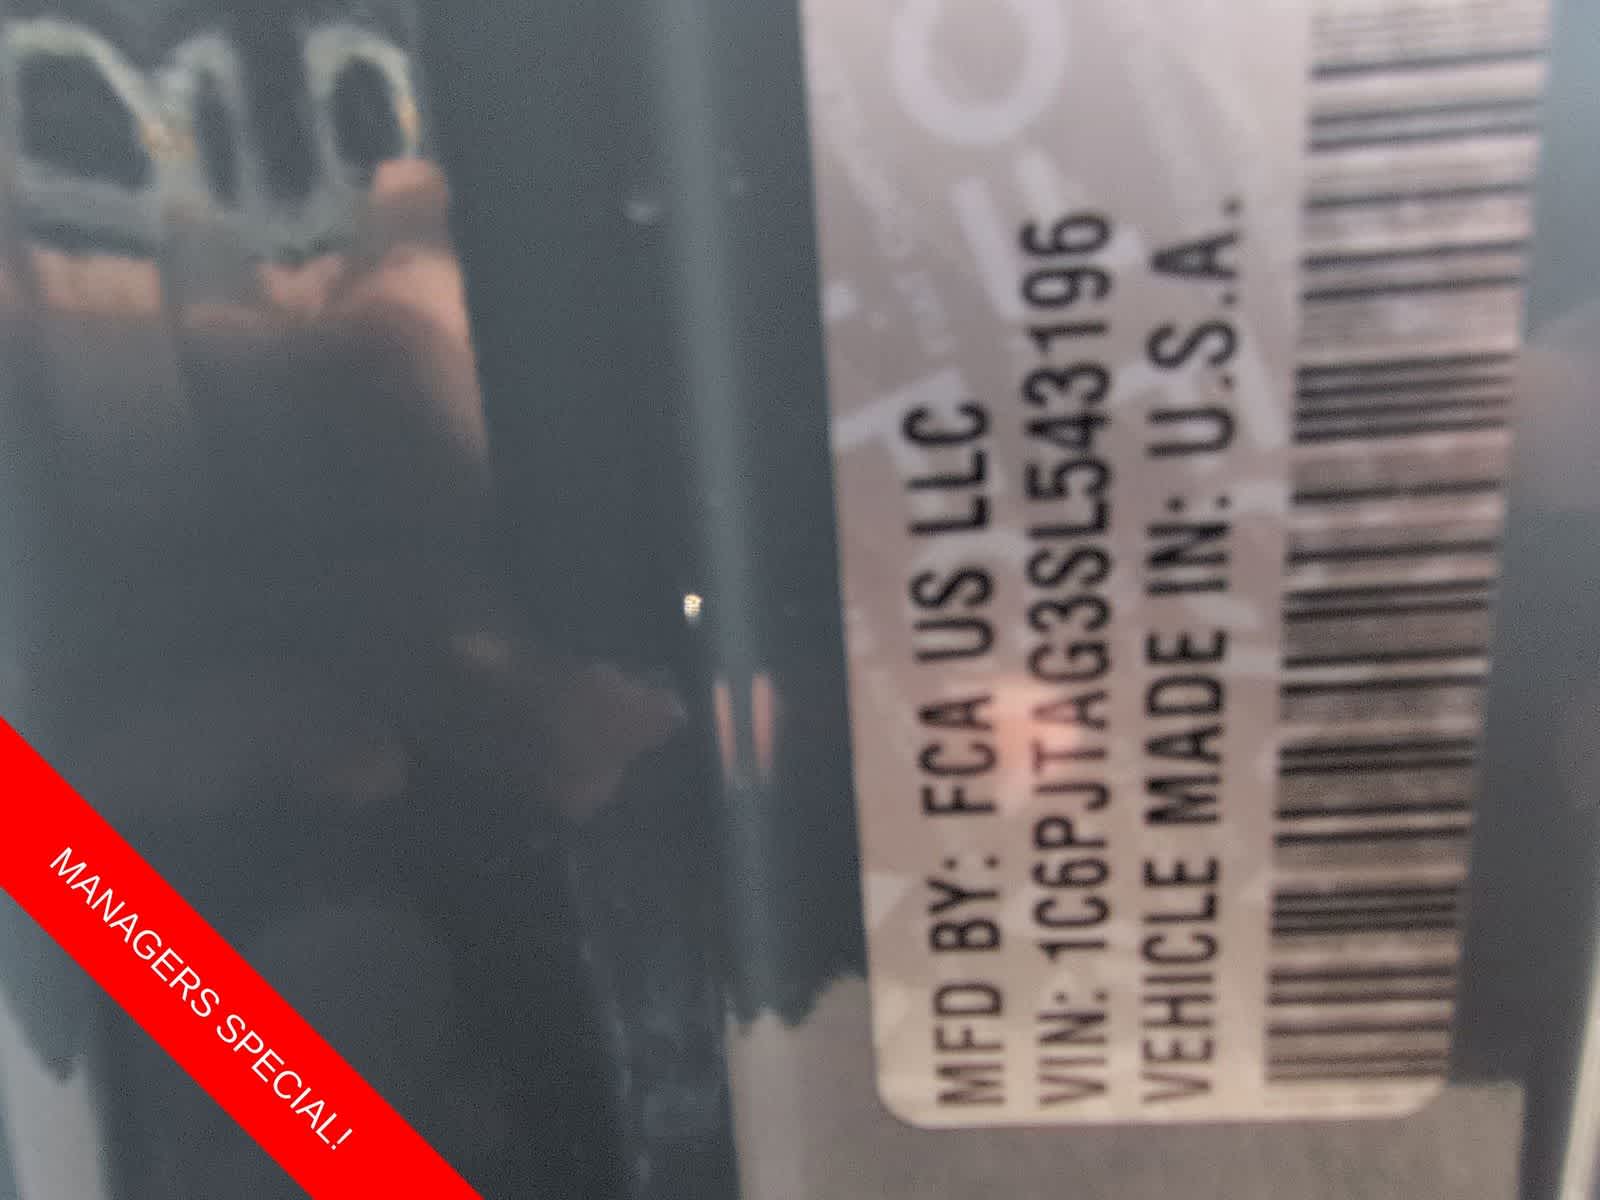 MFD BY: FCA US LLC
VIN: 1C6PJTAG3SL543196
VEHICLE MADE IN: U.S.A.
MANAGERS SPECIAL!